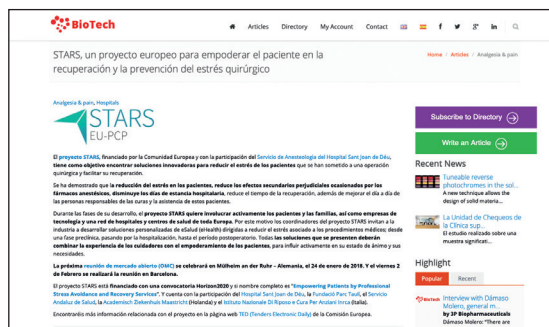 BioTech
Articles Directory My Account Contact
STARS, un proyecto europeo para empoderar el paciente en la
recuperación y la prevención del estrés quirúrgico
Home / Articles / Analgesia & pain
Analgesia & pain, Hospitals
STARS
EU-PCP
El proyecto STARS, financiado por la Comunidad Europea y con la participación del Servicio de Anestesiología del Hospital Sant Joan de Déu,
tiene como objetivo encontrar soluciones innovadoras para reducir el estrés de los pacientes que se han sometido a una operación
quirúrgica y facilitar su recuperación.
Se ha demostrado que la reducción del estrés en los pacientes, reduce los efectos secundarios perjudiciales ocasionados por los
fármacos anestésicos, disminuye los días de estancia hospitalaria, reduce el tiempo de la recuperación, además de mejorar el día a día de
las personas responsables de las curas y la asistencia de estos pacientes.
Durante las fases de su desarrollo, el proyecto STARS quiere involucrar activamente los pacientes y las familias, así como empresas de
tecnología y una red de hospitales y centros de salud de toda Europa. Por este motivo los coordinadores del proyecto STARS invitan a la
industria a desarrollar soluciones personalizadas de eSalud (eHealth) dirigidas a reducir el estrés asociado a los procedimientos médicos; desde
una fase preclínica, pasando por la hospitalización, hasta el período postoperatorio. Todas las soluciones que se presenten deberán
combinar la experiencia de los cuidadores con el empoderamiento de los pacientes, para influir activamente en su estado de ánimo y sus
necesidades.
La próxima reunión de mercado abierto (OMC) se celebrará en Mülheim an der Ruhr – Alemania, el 24 de enero de 2018. Y el viernes 2
de febrero se realizará la reunión en Barcelona.
El proyecto STARS está financiado con una convocatoria Horizon2020 y si nombre completo es "Empowering Patients by Professional
Stress Avoidance and Recovery Services". Y cuenta con la participación del Hospital Sant Joan de Déu, la Fundació Parc Taulí, el Servicio
Andaluz de Salud, la Academisch Ziekenhuis Maastricht (Holanda) y el Istituto Nazionale Di Riposo e Cura Per Anziani Inrca (Italia).
Encontraréis más información relacionada con el proyecto en la página web TED (Tenders Electronic Daily) de la Comisión Europea.
Subscribe to Directory
Write an Article
Recent News
Tuneable reverse
photochromes in the sol...
A new technique allows the
design of solid materia...
La Unidad de Chequeos de
la Clínica sup...
El estudio realizado sobre una
muestra significati...
Highlight
Popular Recent
BioTech
Interview with Dámaso
Molero, general m...
by 3P Biopharmaceuticals
Dámaso Molero: "There are